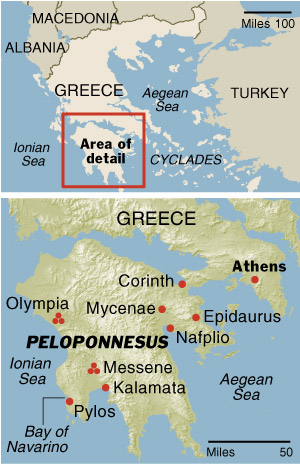 MACEDONIA
Miles 100
ALBANIA
GREECE
Aegean
Sea
TURKEY
Ionian
Sea
Area of
detail
CYCLADES
GREECE
Athens
Corinth
Olympia
Mycenae
Epidaurus
Nafplio
PELOPONNESUS
Ionian
Sea
Messene
Kalamata
Aegean
Sea
Pylos
Bay of
Navarino
Miles 50